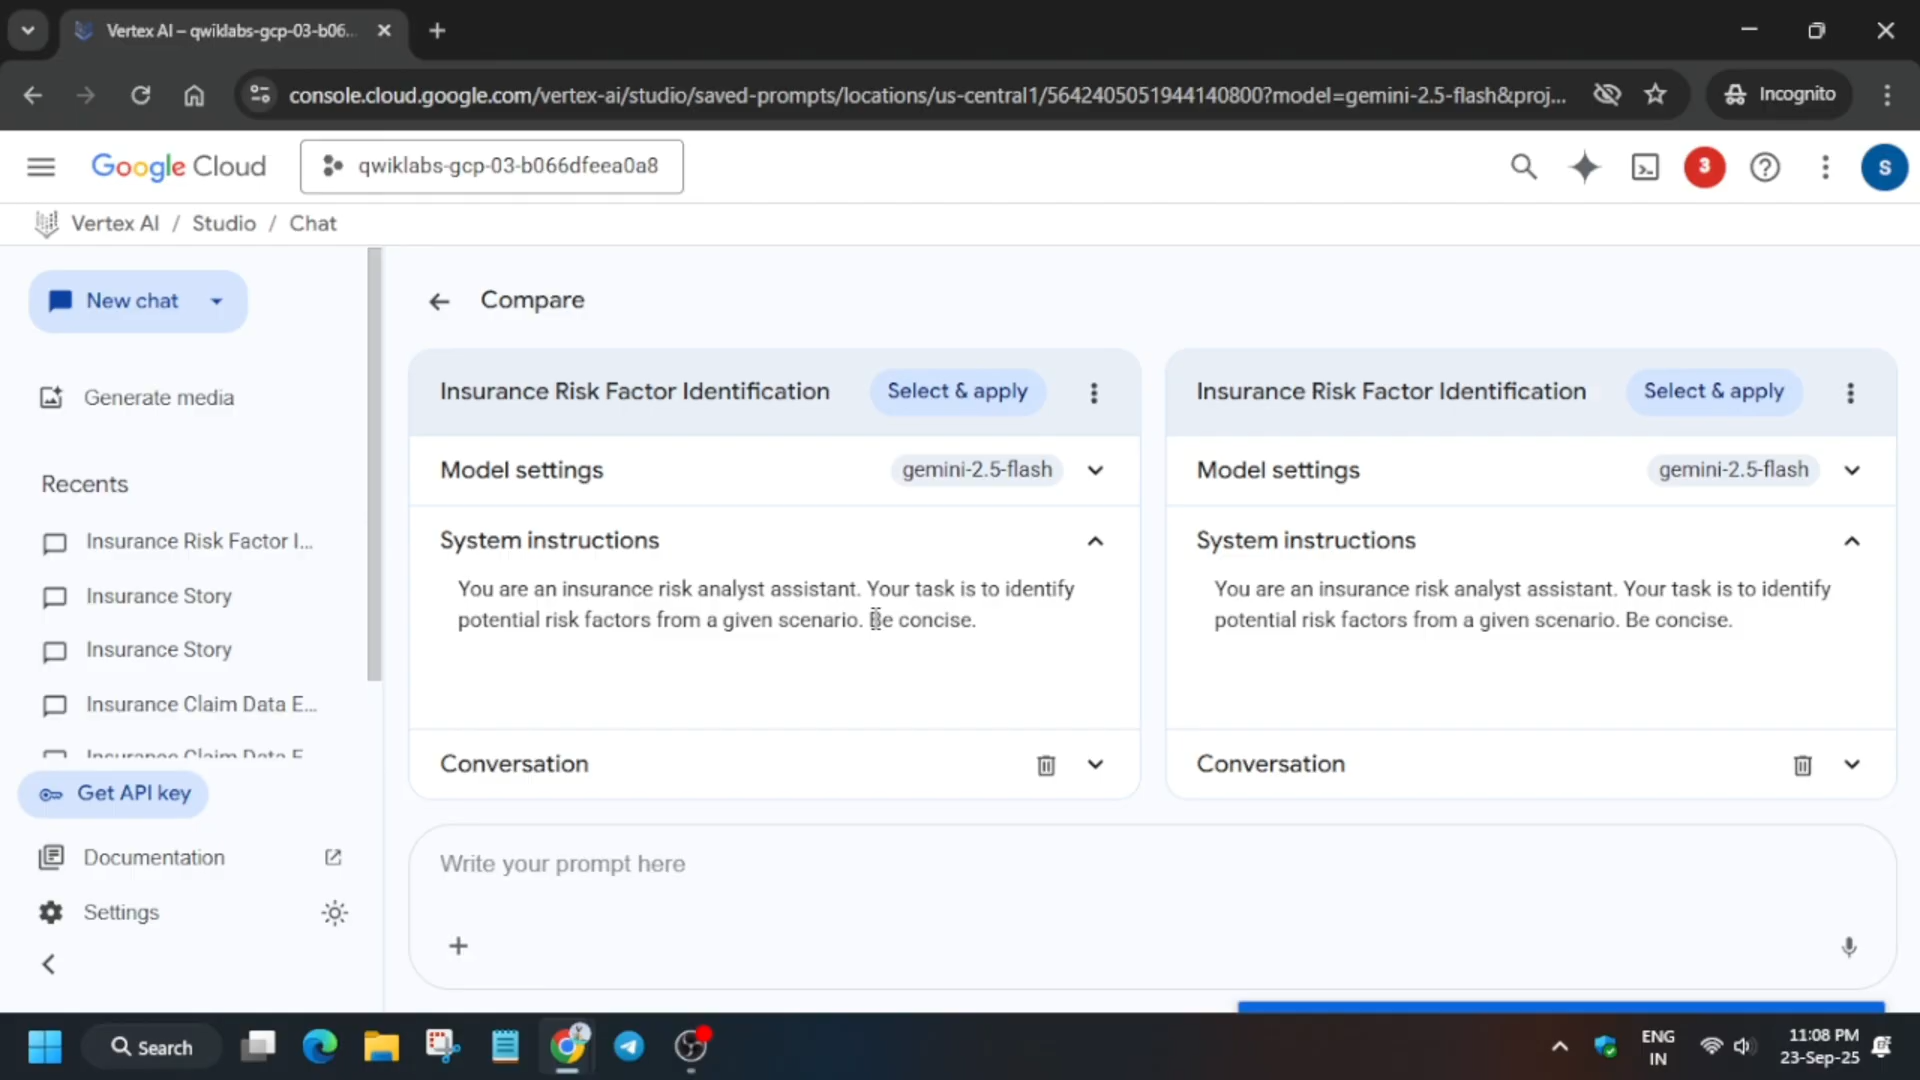 Vertex AI – qwiklabs-gcp-03-b06...
console.cloud.google.com/vertex-ai/studio/saved-prompts/locations/us-central1/5642405051944140800?model=gemini-2.5-flash&proj...
Incognito
Google Cloud
qwiklabs-gcp-03-b066dfeea0a8
3
S
Vertex AI / Studio / Chat
New chat
Generate media
Recents
Insurance Risk Factor I...
Insurance Story
Insurance Story
Insurance Claim Data E...
Insurance Claim Data E
Get API key
Documentation
Settings
Compare
Insurance Risk Factor Identification
Select & apply
Model settings
gemini-2.5-flash
System instructions
You are an insurance risk analyst assistant. Your task is to identify
potential risk factors from a given scenario. Be concise.
Conversation
Insurance Risk Factor Identification
Select & apply
Model settings
gemini-2.5-flash
System instructions
You are an insurance risk analyst assistant. Your task is to identify
potential risk factors from a given scenario. Be concise.
Conversation
Write your prompt here
Search
ENG
IN
11:08 PM
23-Sep-25